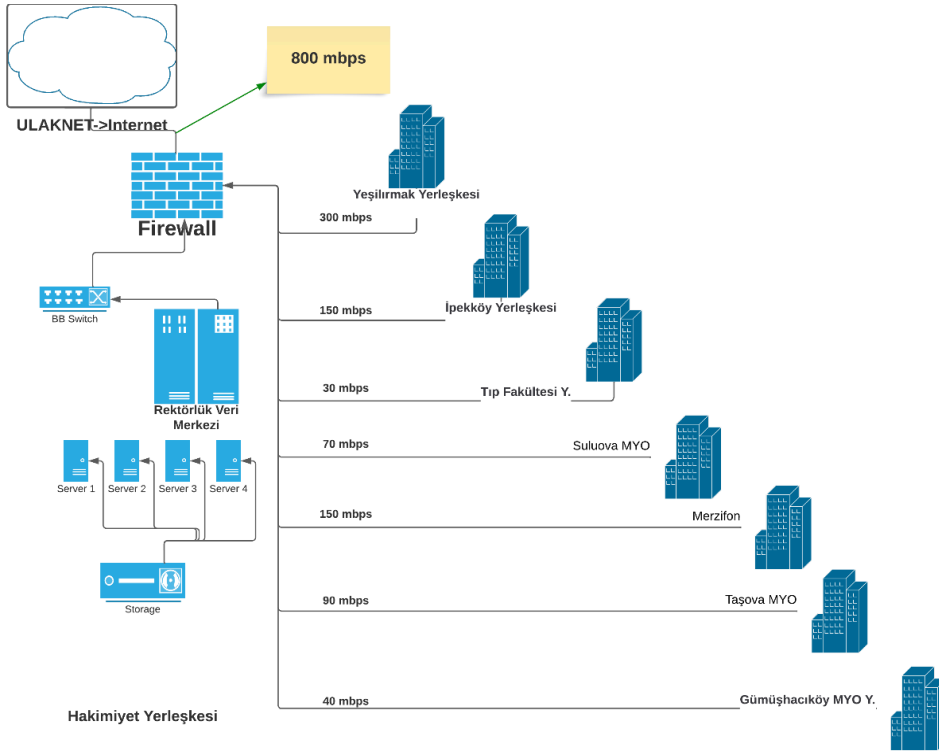 800 mbps
ULAKNET->Internet
Yeşilırmak Yerleşkesi
300 mbps
Firewall
İpekköy Yerleşkesi
150 mbps
BB Switch
30 mbps
Tıp Fakültesi Y.
Rektörlük Veri
Merkezi
70 mbps
Suluova MYO
Server 1
Server 2
Server 3
Server 4
150 mbps
Merzifon
90 mbps
Taşova MYO
Storage
40 mbps
Gümüşhacıköy MYO Y.
Hakimiyet Yerleşkesi